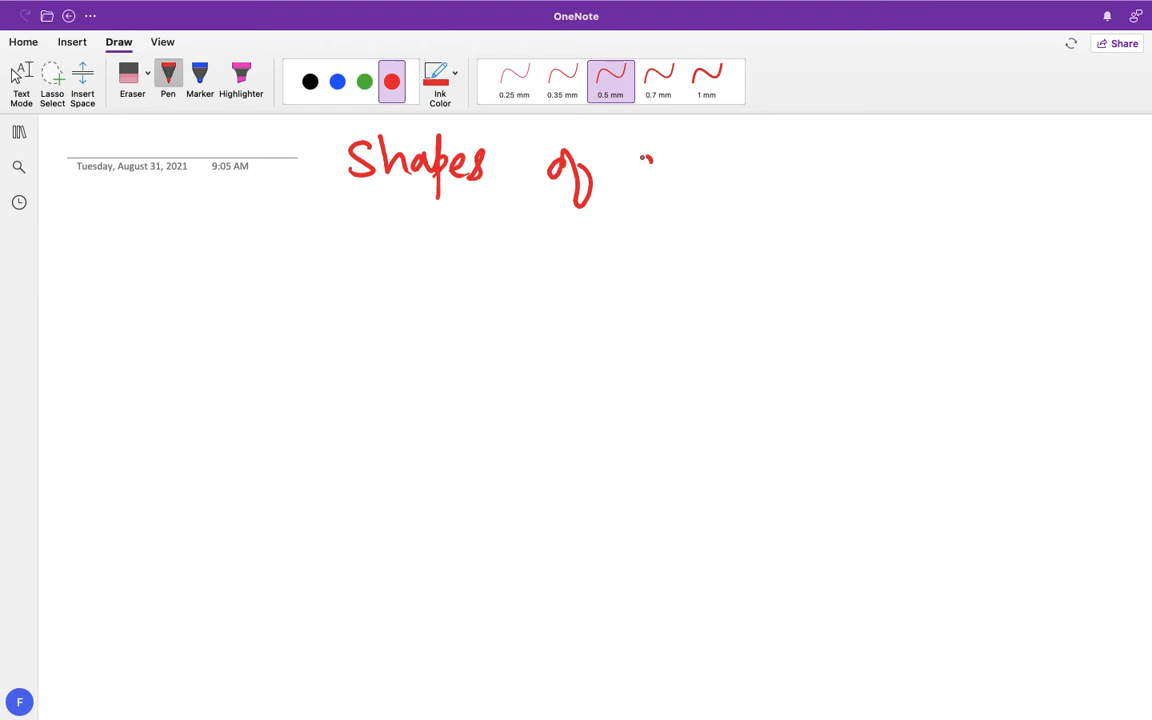 OneNote
Home Insert Draw View Share
Text Mode
Lasso Select
Insert Space
Eraser
Pen
Marker
Highlighter
Ink Color
0.25 mm 0.35 mm 0.5 mm 0.7 mm 1 mm
Tuesday, August 31, 2021 9:05 AM
Shapes of
F